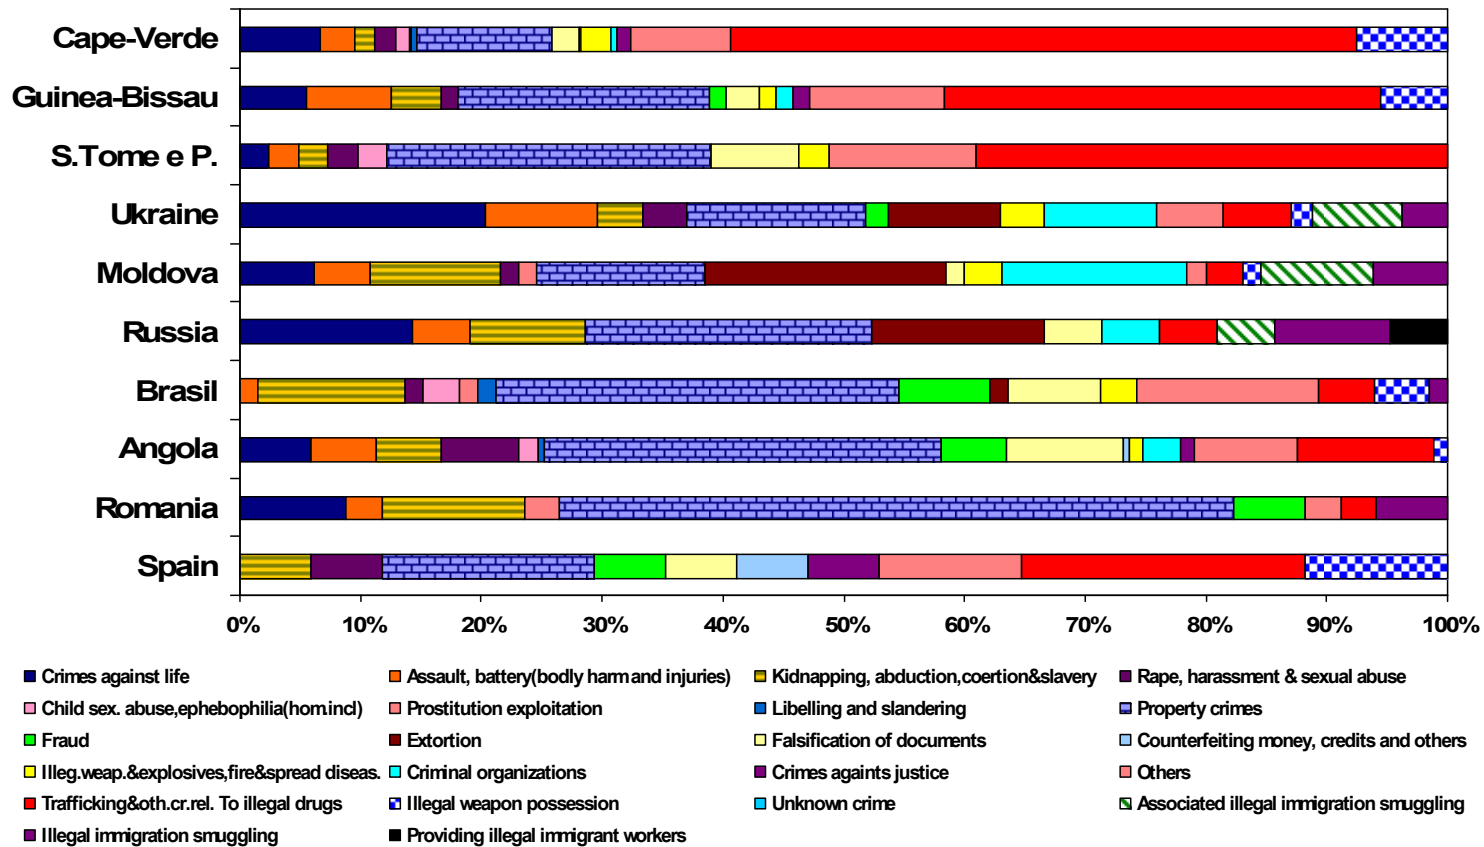 Cape-Verde
Guinea-Bissau
S.Tome e P.
Ukraine
Moldova
Russia
Brasil
Angola
Romania
Spain
0% 10% 20% 30% 40% 50% 60% 70% 80% 90% 100%
Crimes against life Assault, battery(bodly harm and injuries) Kidnapping, abduction,coertion&slavery Rape, harassment & sexual abuse
Child sex. abuse,ephebophilia(hom.incl) Prostitution exploitation Libelling and slandering Property crimes
Fraud Extortion Falsification of documents Counterfeiting money, credits and others
Illeg.weap.&explosives,fire&spread diseas. Criminal organizations Crimes againts justice Others
Trafficking&oth.cr.rel. To illegal drugs Illegal weapon possession Unknown crime Associated illegal immigration smuggling
Illegal immigration smuggling Providing illegal immigrant workers